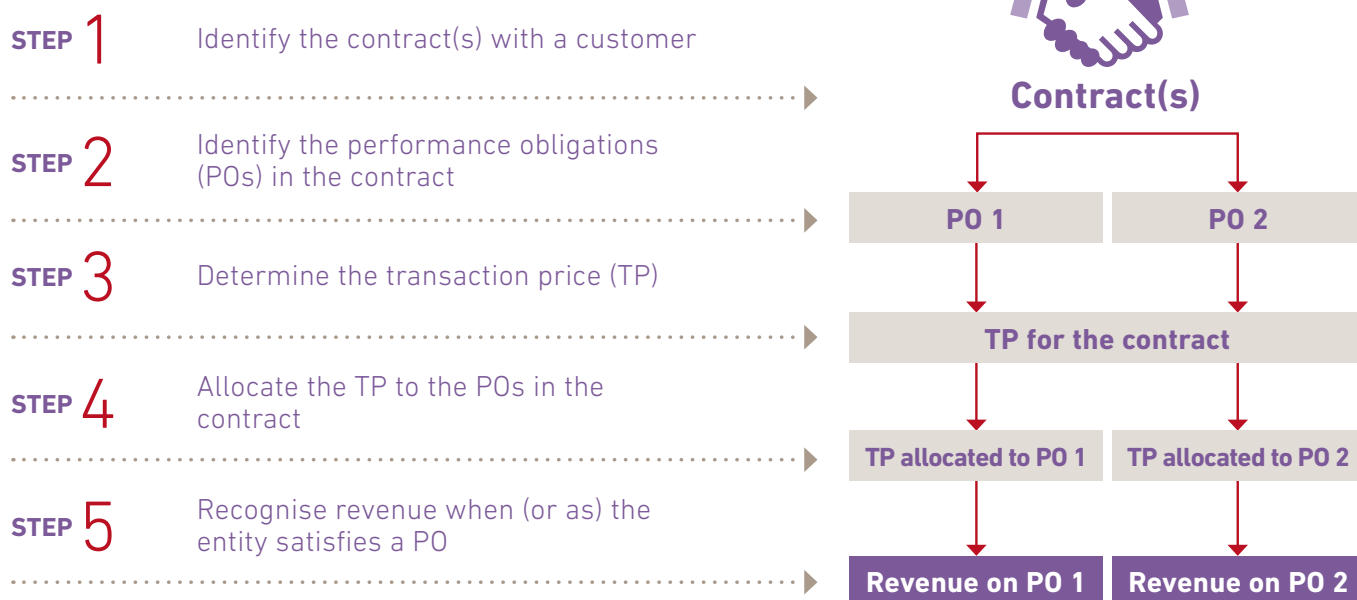 STEP 1 Identify the contract(s) with a customer
Contract(s)
STEP 2 Identify the performance obligations
(POs) in the contract
PO 1 PO 2
STEP 3 Determine the transaction price (TP)
TP for the contract
STEP 4 Allocate the TP to the POs in the
contract
TP allocated to PO 1 TP allocated to PO 2
STEP 5 Recognise revenue when (or as) the
entity satisfies a PO
Revenue on PO 1 Revenue on PO 2